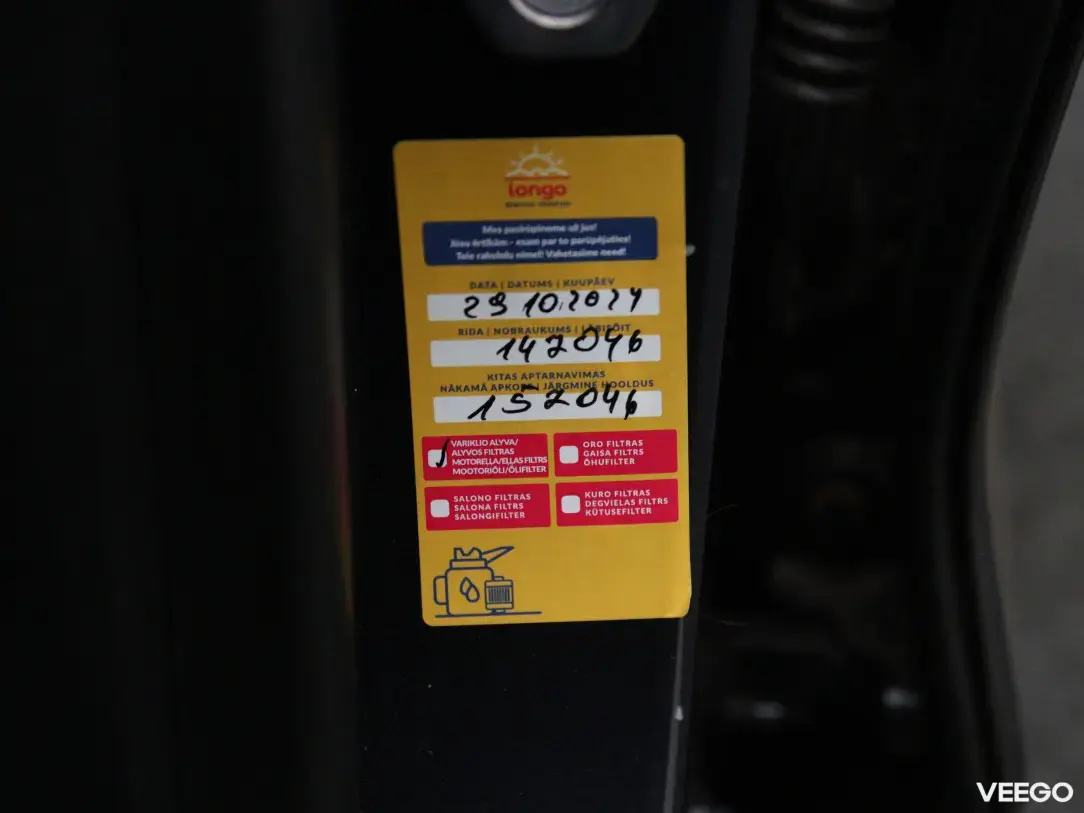 longo
Mes pasirūpinome už jus!
Jūsu ērtībām - esam par to parūpējušies!
Teie rahulolu nimel! Vahetasime need!
DATA | DATUMS | KUUPÄEV
29 10.2024
RIDA | NOBRAUKUMS | LÄBISÕIT
142046
KITAS APTARNAVIMAS
NĀKAMĀ APKOPE | JÄRGMINE HOOLDUS
152046
VARIKLIO ALYVA/
ALYVOS FILTRAS
MOTORELLA/ELLAS FILTRS
MOOTORIÕLI/ÕLIFILTER
ORO FILTRAS
GAISA FILTRS
ÕHUFILTER
SALONO FILTRAS
SALONA FILTRS
SALONGIFILTER
KURO FILTRAS
DEGVIELAS FILTRS
KÜTUSEFILTER
VEEGO